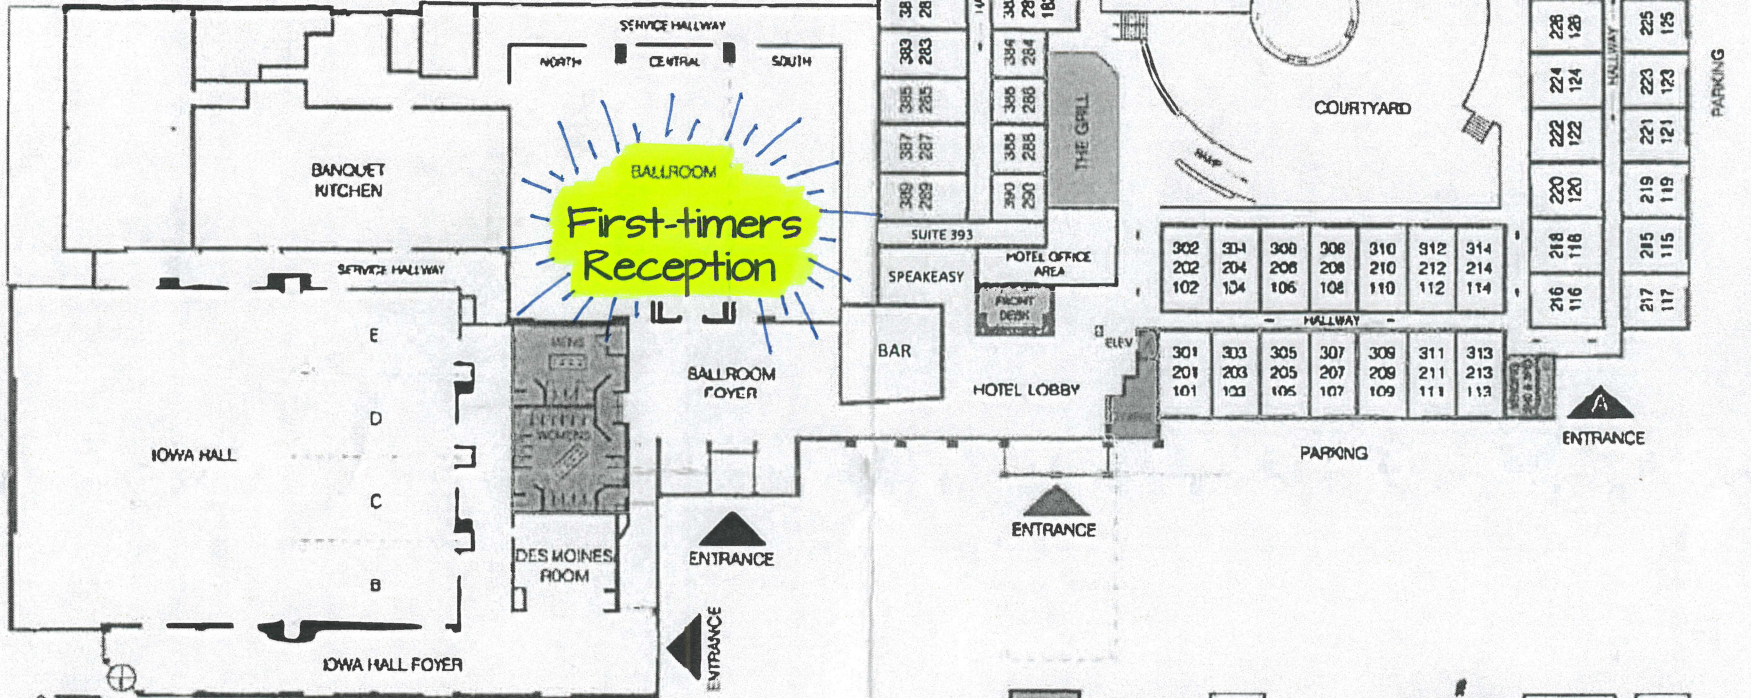 SERVICE HALLWAY
NORTH
CENTRAL
SOUTH
BALLROOM
First-timers
Reception
BANQUET
KITCHEN
SERVICE HALLWAY
E
D
C
B
IOWA HALL
IOWA HALL FOYER
MENS
WOMENS
DES MOINES
ROOM
BALLROOM
FOYER
ENTRANCE
ENTRANCE
383
283
385
285
387
287
389
289
384
284
386
286
388
288
390
290
THE GRILL
SUITE 393
SPEAKEASY
HOTEL OFFICE
AREA
FRONT
DESK
BAR
HOTEL LOBBY
ELEV
ENTRANCE
COURTYARD
RAMP
302 304 306 308 310 312 314
202 204 206 208 210 212 214
102 104 106 108 110 112 114
HALLWAY
301 303 305 307 309 311 313
201 203 205 207 209 211 213
101 103 105 107 109 111 113
PARKING
A
ENTRANCE
226
126
224
124
222
122
220
120
218
118
216
116
HALLWAY
225
125
223
123
221
121
219
119
215
115
217
117
PARKING